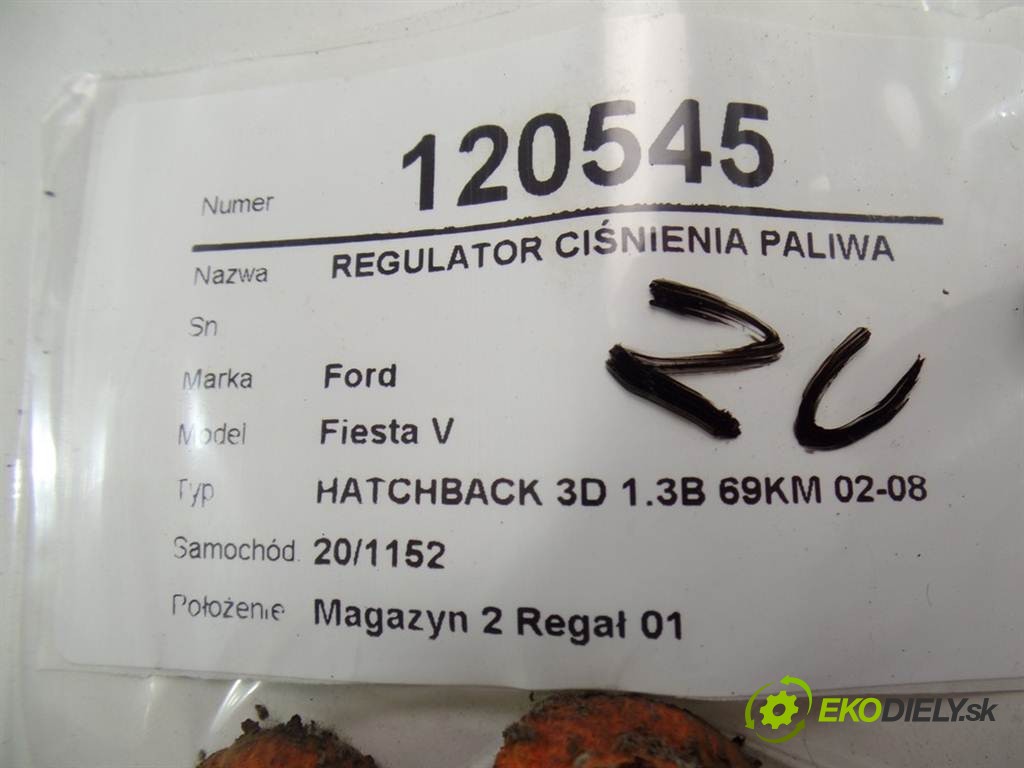 Numer 120545
Nazwa REGULATOR CIŚNIENIA PALIWA
Sn
Marka Ford
Model Fiesta V
Typ HATCHBACK 3D 1.3B 69KM 02-08
Samochód. 20/1152
Położenie Magazyn 2 Regał 01
EKODIELY.sk